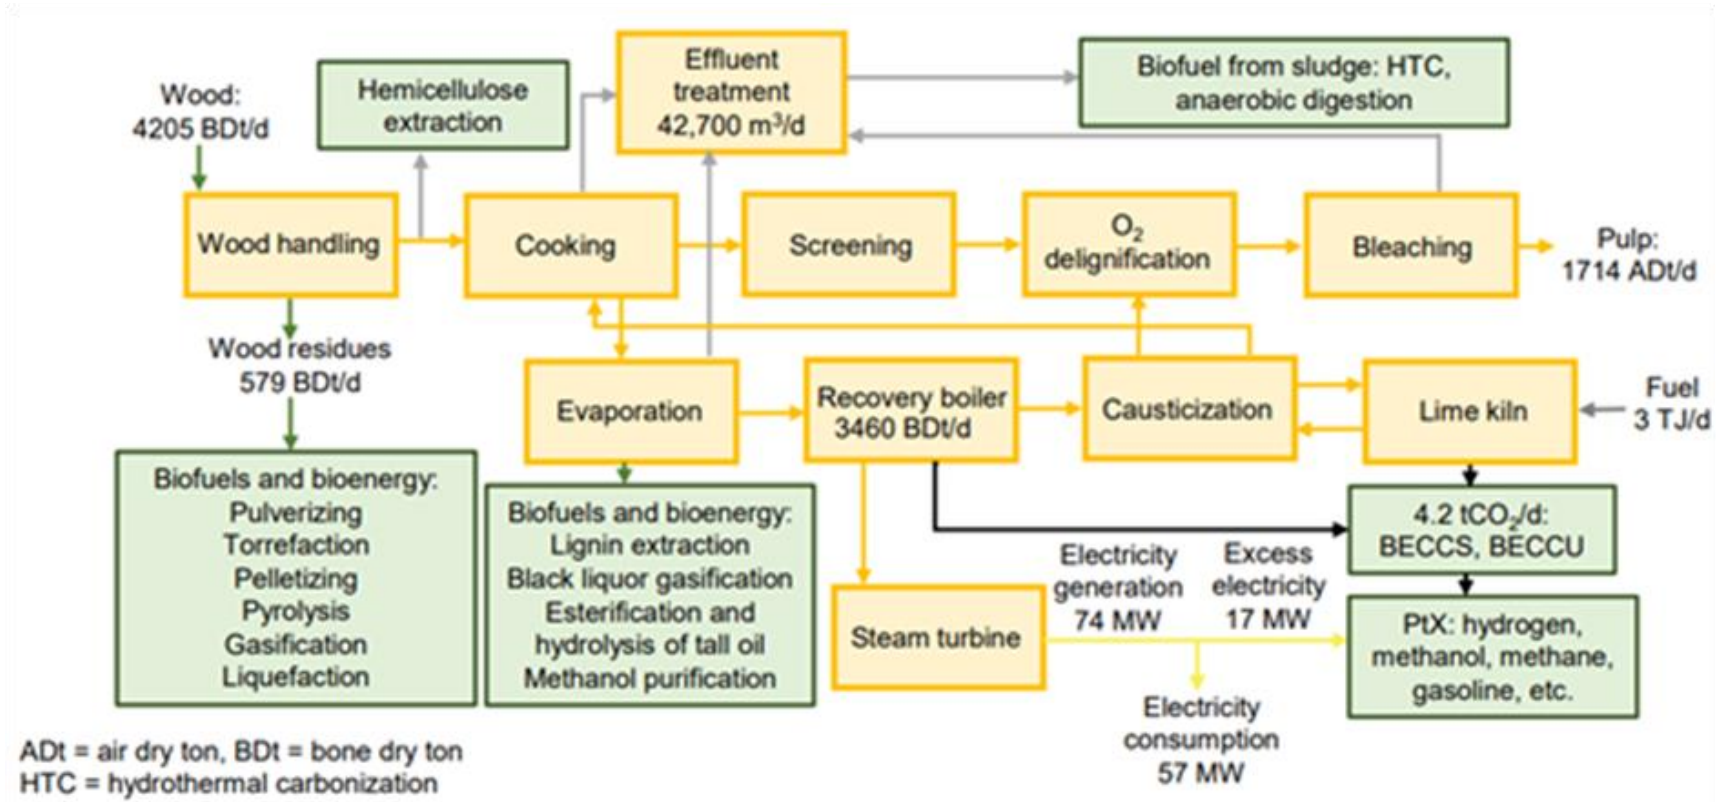 Wood:
4205 BDt/d
Hemicellulose
extraction
Effluent
treatment
42,700 m³/d
Biofuel from sludge: HTC,
anaerobic digestion
Wood handling
Cooking
Screening
O₂
delignification
Bleaching
Pulp:
1714 ADt/d
Wood residues
579 BDt/d
Evaporation
Recovery boiler
3460 BDt/d
Causticization
Lime kiln
Fuel
3 TJ/d
Biofuels and bioenergy:
Pulverizing
Torrefaction
Pelletizing
Pyrolysis
Gasification
Liquefaction
Biofuels and bioenergy:
Lignin extraction
Black liquor gasification
Esterification and
hydrolysis of tall oil
Methanol purification
4.2 tCO₂/d:
BECCS, BECCU
Electricity
generation
74 MW
Excess
electricity
17 MW
Steam turbine
PtX: hydrogen,
methanol, methane,
gasoline, etc.
Electricity
consumption
57 MW
ADt = air dry ton, BDt = bone dry ton
HTC = hydrothermal carbonization